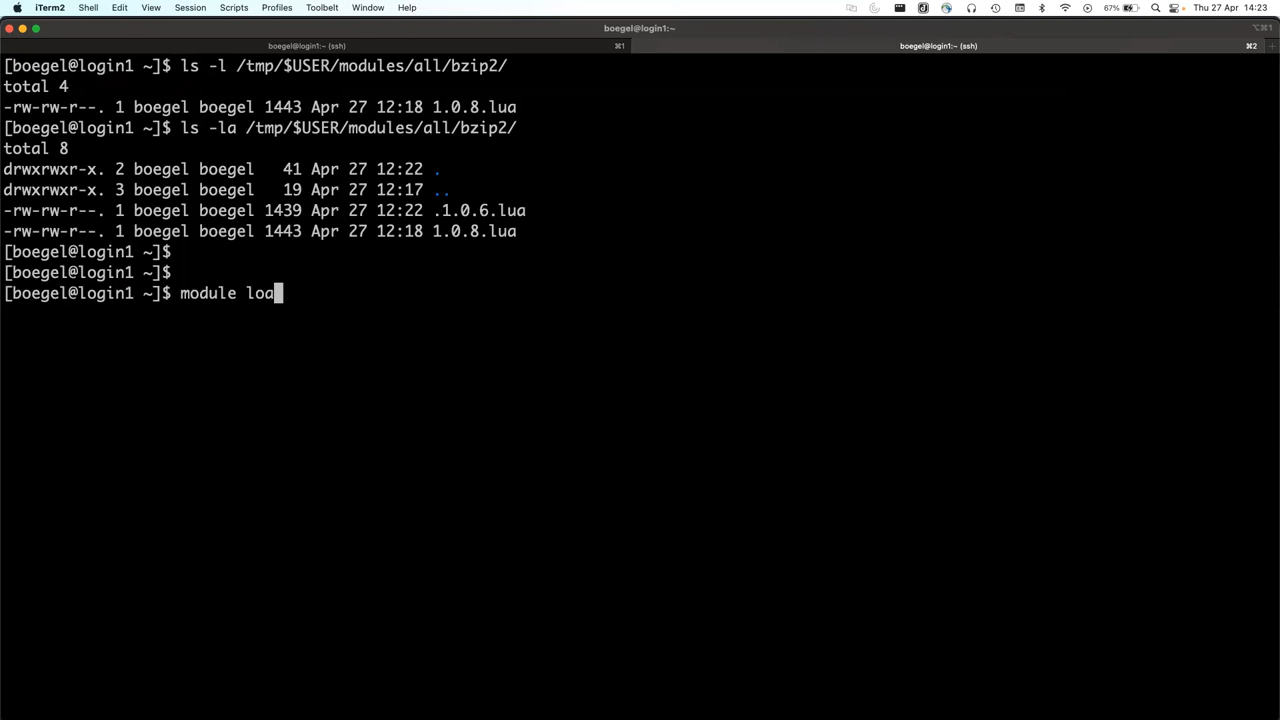 iTerm2 Shell Edit View Session Scripts Profiles Toolbelt Window Help 67% Thu 27 Apr 14:23
boegel@login1:~
⌥⌘1
boegel@login1:~ (ssh) ⌘1 boegel@login1:~ (ssh) ⌘2 +
[boegel@login1 ~]$ ls -l /tmp/$USER/modules/all/bzip2/
total 4
-rw-rw-r--. 1 boegel boegel 1443 Apr 27 12:18 1.0.8.lua
[boegel@login1 ~]$ ls -la /tmp/$USER/modules/all/bzip2/
total 8
drwxrwxr-x. 2 boegel boegel   41 Apr 27 12:22 .
drwxrwxr-x. 3 boegel boegel   19 Apr 27 12:17 ..
-rw-rw-r--. 1 boegel boegel 1439 Apr 27 12:22 .1.0.6.lua
-rw-rw-r--. 1 boegel boegel 1443 Apr 27 12:18 1.0.8.lua
[boegel@login1 ~]$
[boegel@login1 ~]$
[boegel@login1 ~]$ module loa